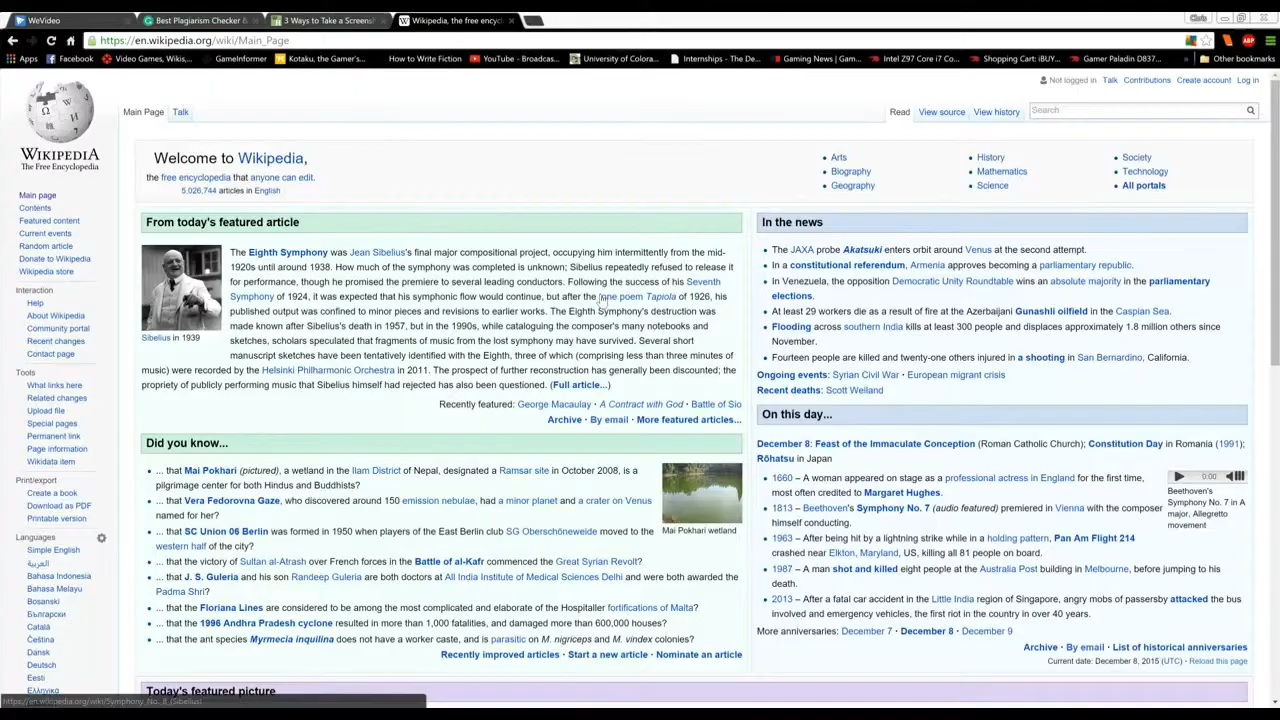 WeVideo
Best Plagiarism Checker &
3 Ways to Take a Screensh
Wikipedia, the free encycl
Chris
https://en.wikipedia.org/wiki/Main_Page
ABP
Apps
Facebook
Video Games, Wikis,...
GameInformer
Kotaku, the Gamer's...
How to Write Fiction
YouTube - Broadcas...
University of Colora...
Internships - The De...
Gaming News | Gam...
Intel Z97 Core i7 Co...
Shopping Cart: iBUY...
Gamer Paladin D837...
»
Other bookmarks
Not logged in Talk Contributions Create account Log in
Main Page Talk
Read View source View history
Search
WIKIPEDIA
The Free Encyclopedia
Main page
Contents
Featured content
Current events
Random article
Donate to Wikipedia
Wikipedia store
Interaction
Help
About Wikipedia
Community portal
Recent changes
Contact page
Tools
What links here
Related changes
Upload file
Special pages
Permanent link
Page information
Wikidata item
Print/export
Create a book
Download as PDF
Printable version
Languages
Simple English
العربية
Bahasa Indonesia
Bahasa Melayu
Bosanski
Български
Català
Čeština
Dansk
Deutsch
Eesti
Ελληνικά
Welcome to Wikipedia,
the free encyclopedia that anyone can edit.
5,026,744 articles in English
Arts
Biography
Geography
History
Mathematics
Science
Society
Technology
All portals
From today's featured article
The Eighth Symphony was Jean Sibelius's final major compositional project, occupying him intermittently from the mid-
1920s until around 1938. How much of the symphony was completed is unknown; Sibelius repeatedly refused to release it
for performance, though he promised the premiere to several leading conductors. Following the success of his Seventh
Symphony of 1924, it was expected that his symphonic flow would continue, but after the tone poem Tapiola of 1926, his
published output was confined to minor pieces and revisions to earlier works. The Eighth Symphony's destruction was
made known after Sibelius's death in 1957, but in the 1990s, while cataloguing the composer's many notebooks and
sketches, scholars speculated that fragments of music from the lost symphony may have survived. Several short
manuscript sketches have been tentatively identified with the Eighth, three of which (comprising less than three minutes of
music) were recorded by the Helsinki Philharmonic Orchestra in 2011. The prospect of further reconstruction has generally been discounted; the
propriety of publicly performing music that Sibelius himself had rejected has also been questioned. (Full article...)
Sibelius in 1939
Recently featured: George Macaulay · A Contract with God · Battle of Sio
Archive · By email · More featured articles...
Did you know...
... that Mai Pokhari (pictured), a wetland in the Ilam District of Nepal, designated a Ramsar site in October 2008, is a
pilgrimage center for both Hindus and Buddhists?
... that Vera Fedorovna Gaze, who discovered around 150 emission nebulae, had a minor planet and a crater on Venus
named for her?
... that SC Union 06 Berlin was formed in 1950 when players of the East Berlin club SG Oberschöneweide moved to the
western half of the city?
... that the victory of Sultan al-Atrash over French forces in the Battle of al-Kafr commenced the Great Syrian Revolt?
... that J. S. Guleria and his son Randeep Guleria are both doctors at All India Institute of Medical Sciences Delhi and were both awarded the
Padma Shri?
... that the Floriana Lines are considered to be among the most complicated and elaborate of the Hospitaller fortifications of Malta?
... that the 1996 Andhra Pradesh cyclone resulted in more than 1,000 fatalities, and damaged more than 600,000 houses?
... that the ant species Myrmecia inquilina does not have a worker caste, and is parasitic on M. nigriceps and M. vindex colonies?
Mai Pokhari wetland
Recently improved articles · Start a new article · Nominate an article
Today's featured picture
In the news
The JAXA probe Akatsuki enters orbit around Venus at the second attempt.
In a constitutional referendum, Armenia approves becoming a parliamentary republic.
In Venezuela, the opposition Democratic Unity Roundtable wins an absolute majority in the parliamentary
elections.
At least 29 workers die as a result of fire at the Azerbaijani Gunashli oilfield in the Caspian Sea.
Flooding across southern India kills at least 300 people and displaces approximately 1.8 million others since
November.
Fourteen people are killed and twenty-one others injured in a shooting in San Bernardino, California.
Ongoing events: Syrian Civil War · European migrant crisis
Recent deaths: Scott Weiland
On this day...
December 8: Feast of the Immaculate Conception (Roman Catholic Church); Constitution Day in Romania (1991);
Rōhatsu in Japan
1660 – A woman appeared on stage as a professional actress in England for the first time,
most often credited to Margaret Hughes.
1813 – Beethoven's Symphony No. 7 (audio featured) premiered in Vienna with the composer
himself conducting.
1963 – After being hit by a lightning strike while in a holding pattern, Pan Am Flight 214
crashed near Elkton, Maryland, US, killing all 81 people on board.
1987 – A man shot and killed eight people at the Australia Post building in Melbourne, before jumping to his
death.
2013 – After a fatal car accident in the Little India region of Singapore, angry mobs of passersby attacked the bus
involved and emergency vehicles, the first riot in the country in over 40 years.
0:00
Beethoven's
Symphony No. 7 in A
major, Allegretto
movement
More anniversaries: December 7 · December 8 · December 9
Archive · By email · List of historical anniversaries
Current date: December 8, 2015 (UTC) · Reload this page
https://en.wikipedia.org/wiki/Symphony_No._8_(Sibelius)